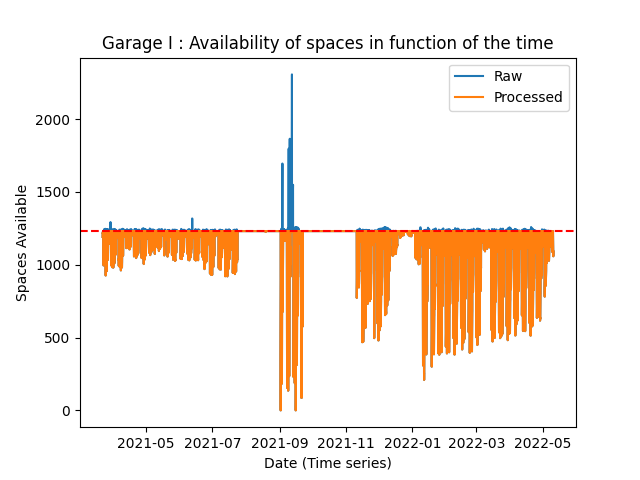 Garage I : Availability of spaces in function of the time
Raw
Processed
Spaces Available
2000
1500
1000
500
0
2021-05 2021-07 2021-09 2021-11 2022-01 2022-03 2022-05
Date (Time series)